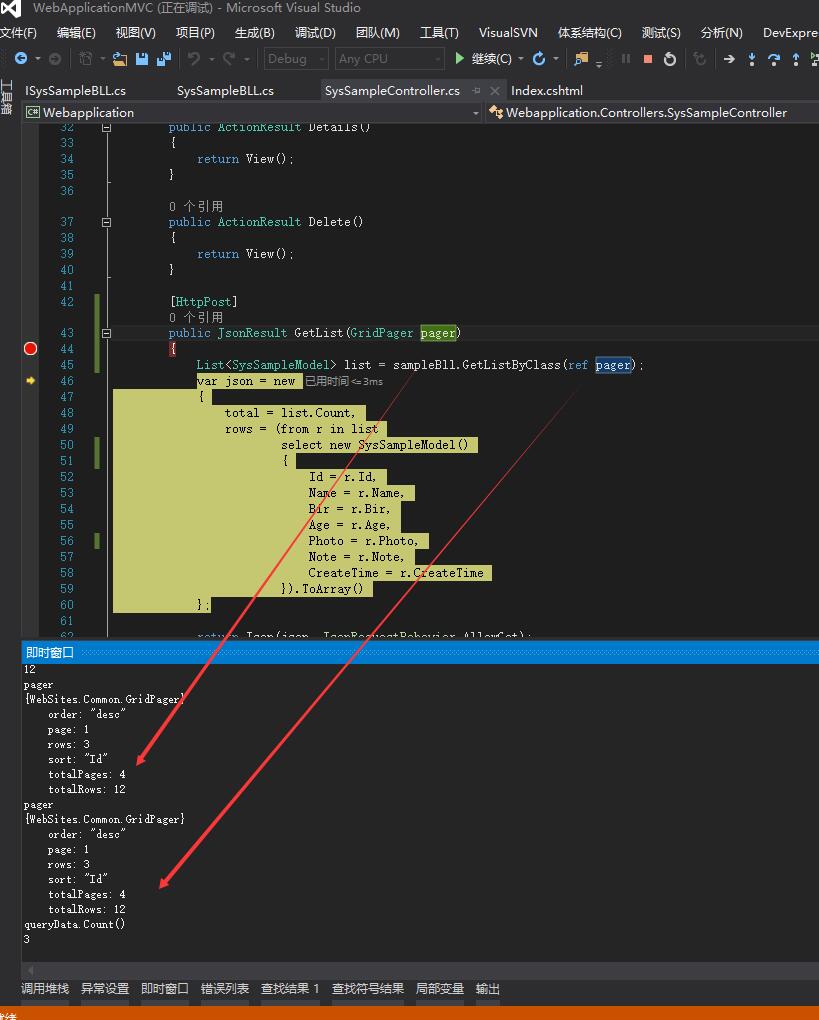 WebApplicationMVC (正在调试) - Microsoft Visual Studio
文件(F) 编辑(E) 视图(V) 项目(P) 生成(B) 调试(D) 团队(M) 工具(T) VisualSVN 体系结构(C) 测试(S) 分析(N) DevExpre
Debug Any CPU 继续(C)
工具箱
ISysSampleBLL.cs SysSampleBLL.cs SysSampleController.cs Index.cshtml
C# Webapplication Webapplication.Controllers.SysSampleController
32 public ActionResult Details()
33 {
34 return View();
35 }
36
0 个引用
37 public ActionResult Delete()
38 {
39 return View();
40 }
41
42 [HttpPost]
0 个引用
43 public JsonResult GetList(GridPager pager)
44 {
45 List<SysSampleModel> list = sampleBll.GetListByClass(ref pager);
46 var json = new 已用时间<=3ms
47 {
48 total = list.Count,
49 rows = (from r in list
50 select new SysSampleModel()
51 {
52 Id = r.Id,
53 Name = r.Name,
54 Bir = r.Bir,
55 Age = r.Age,
56 Photo = r.Photo,
57 Note = r.Note,
58 CreateTime = r.CreateTime
59 }).ToArray()
60 };
61
62 return Json(json, JsonRequestBehavior.AllowGet);
即时窗口
12
pager
{WebSites.Common.GridPager}
order: "desc"
page: 1
rows: 3
sort: "Id"
totalPages: 4
totalRows: 12
pager
{WebSites.Common.GridPager}
order: "desc"
page: 1
rows: 3
sort: "Id"
totalPages: 4
totalRows: 12
queryData.Count()
3
调用堆栈 异常设置 即时窗口 错误列表 查找结果 1 查找符号结果 局部变量 输出
就绪